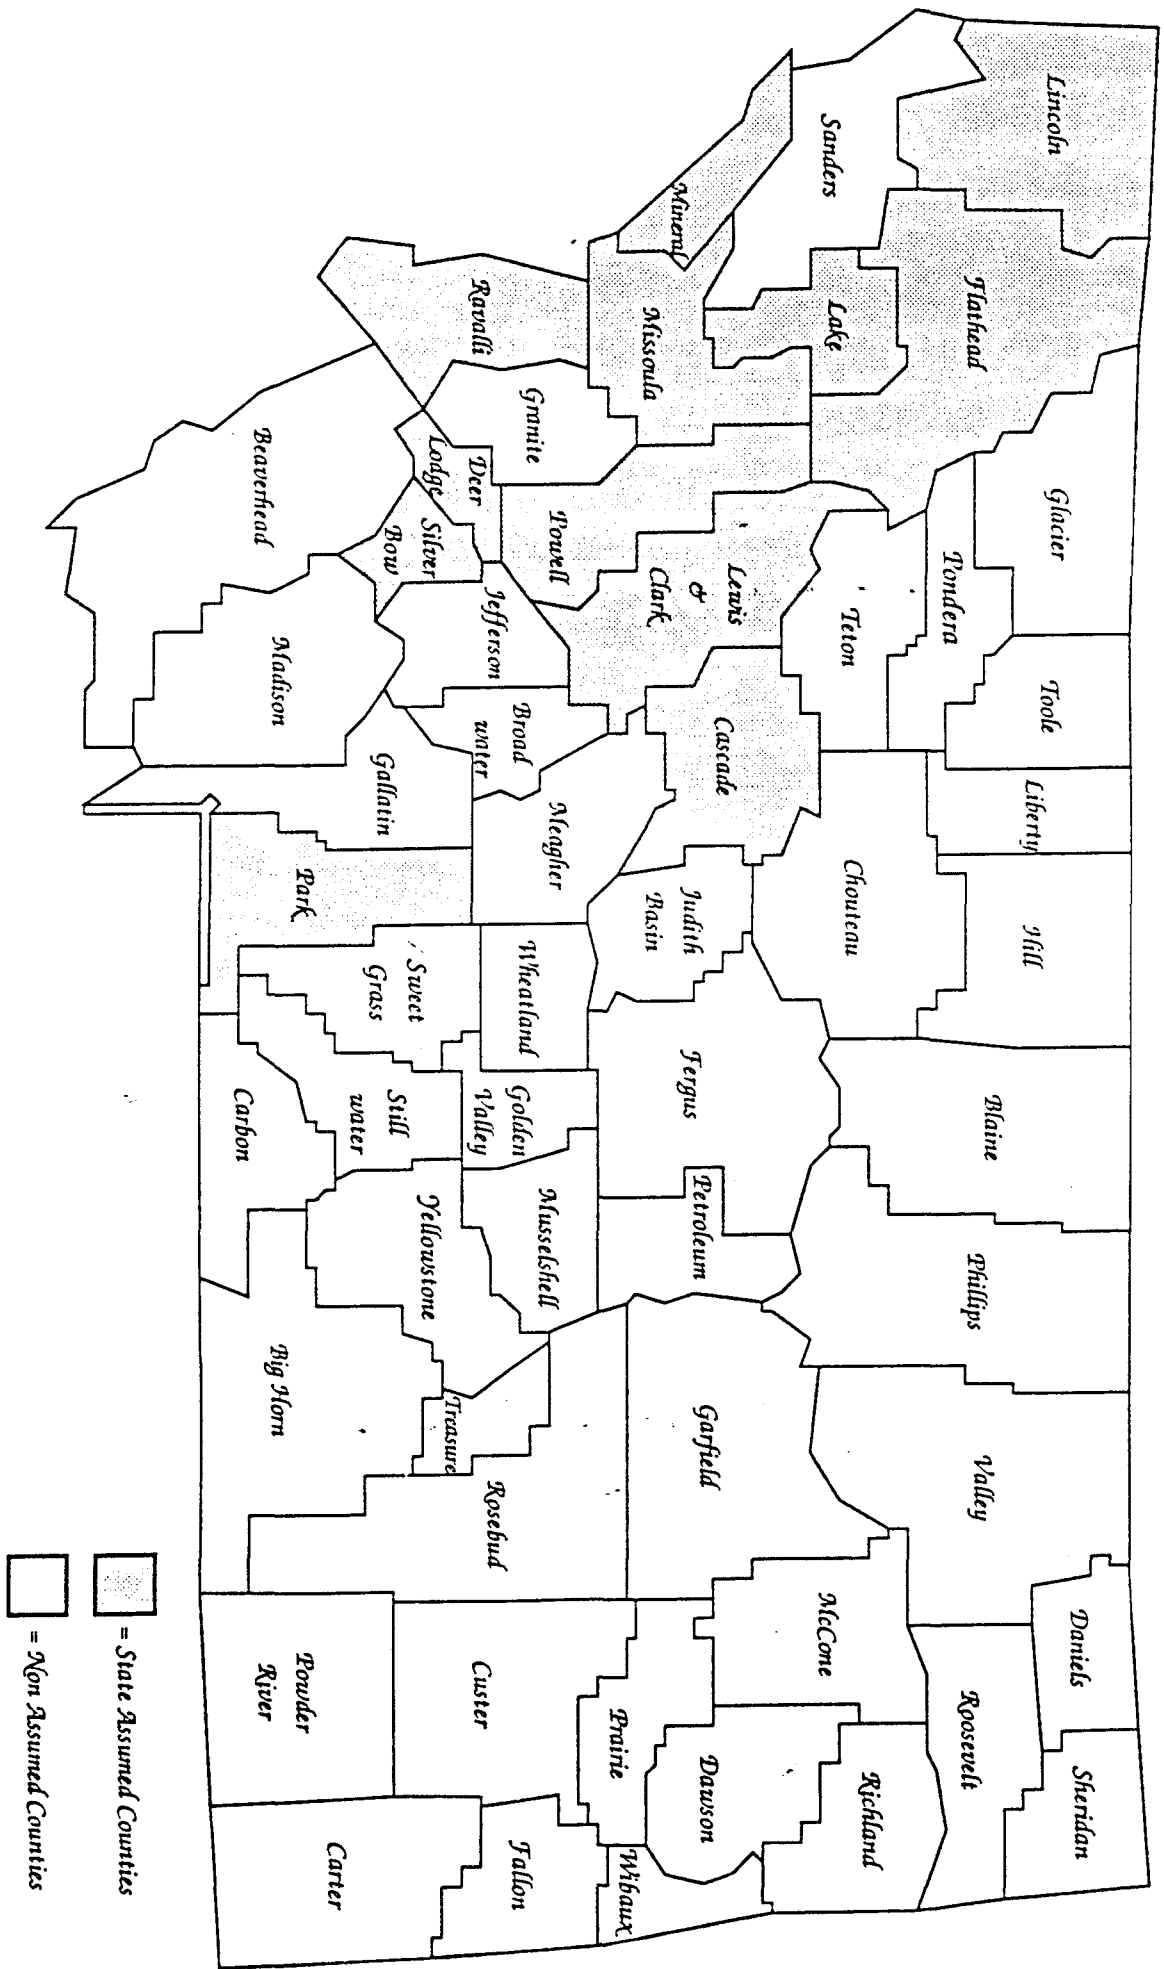 Lincoln
Flathead
Glacier
Toole
Liberty
Hill
Blaine
Phillips
Valley
Daniels
Sheridan
Roosevelt
Sanders
Lake
Pondera
Teton
Chouteau
Mineral
Missoula
Lewis
&
Clark
Cascade
Judith
Basin
Fergus
Petroleum
Garfield
McCone
Richland
Dawson
Prairie
Wibaux
Ravalli
Granite
Powell
Deer
Lodge
Silver
Bow
Jefferson
Broad
water
Meagher
Wheatland
Golden
Valley
Musselshell
Treasure
Rosebud
Custer
Fallon
Beaverhead
Madison
Gallatin
Park
Sweet
Grass
Still
water
Carbon
Yellowstone
Big Horn
Powder
River
Carter
= State Assumed Counties
= Non Assumed Counties